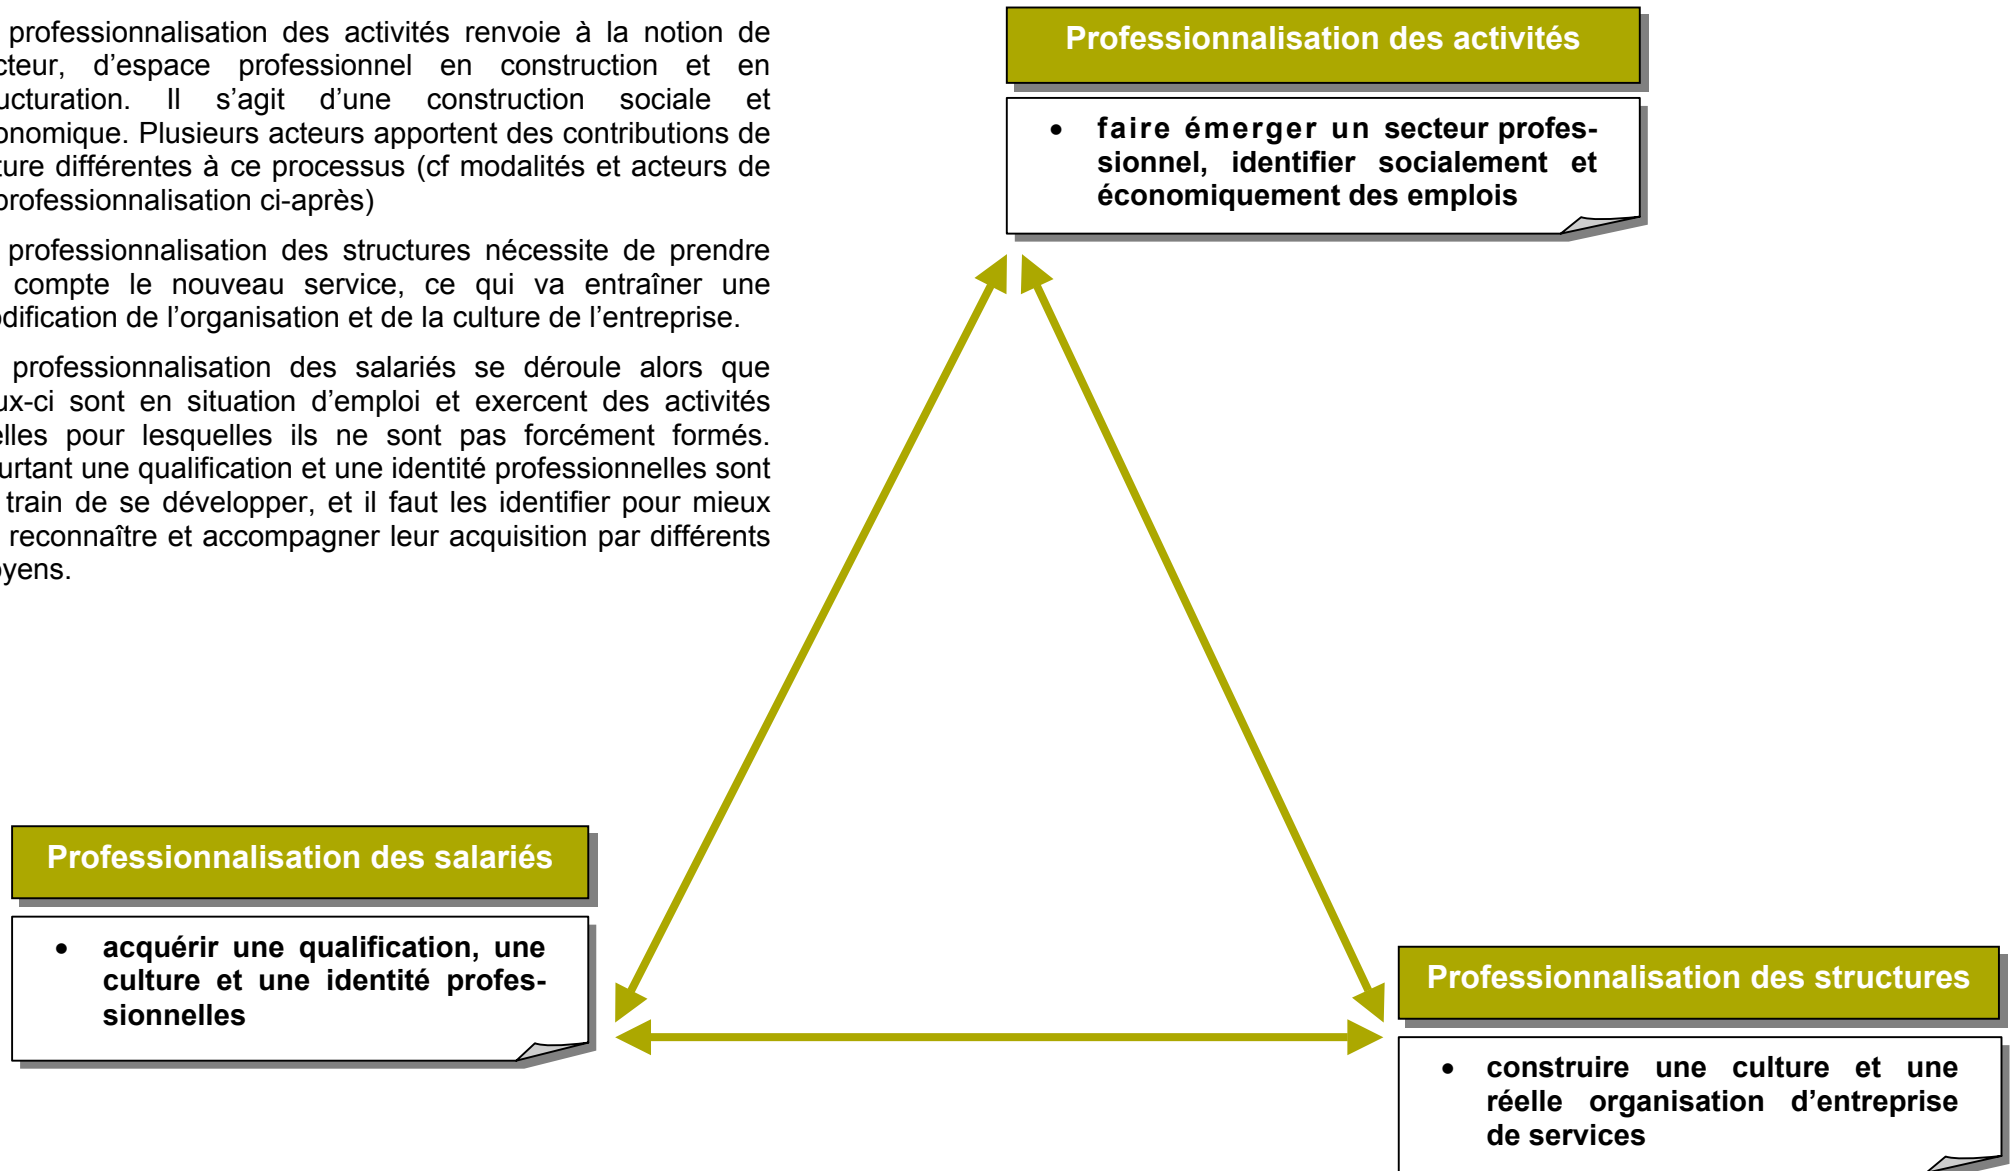 professionnalisation des activités renvoie à la notion de
cteur, d’espace professionnel en construction et en
ucturation. Il s’agit d’une construction sociale et
onomique. Plusieurs acteurs apportent des contributions de
ture différentes à ce processus (cf modalités et acteurs de
professionnalisation ci-après)
professionnalisation des structures nécessite de prendre
compte le nouveau service, ce qui va entraîner une
odification de l’organisation et de la culture de l’entreprise.
professionnalisation des salariés se déroule alors que
ux-ci sont en situation d’emploi et exercent des activités
elles pour lesquelles ils ne sont pas forcément formés.
urtant une qualification et une identité professionnelles sont
train de se développer, et il faut les identifier pour mieux
reconnaître et accompagner leur acquisition par différents
oyens.
Professionnalisation des activités
• faire émerger un secteur profes-
sionnel, identifier socialement et
économiquement des emplois
Professionnalisation des salariés
• acquérir une qualification, une
culture et une identité profes-
sionnelles
Professionnalisation des structures
• construire une culture et une
réelle organisation d’entreprise
de services